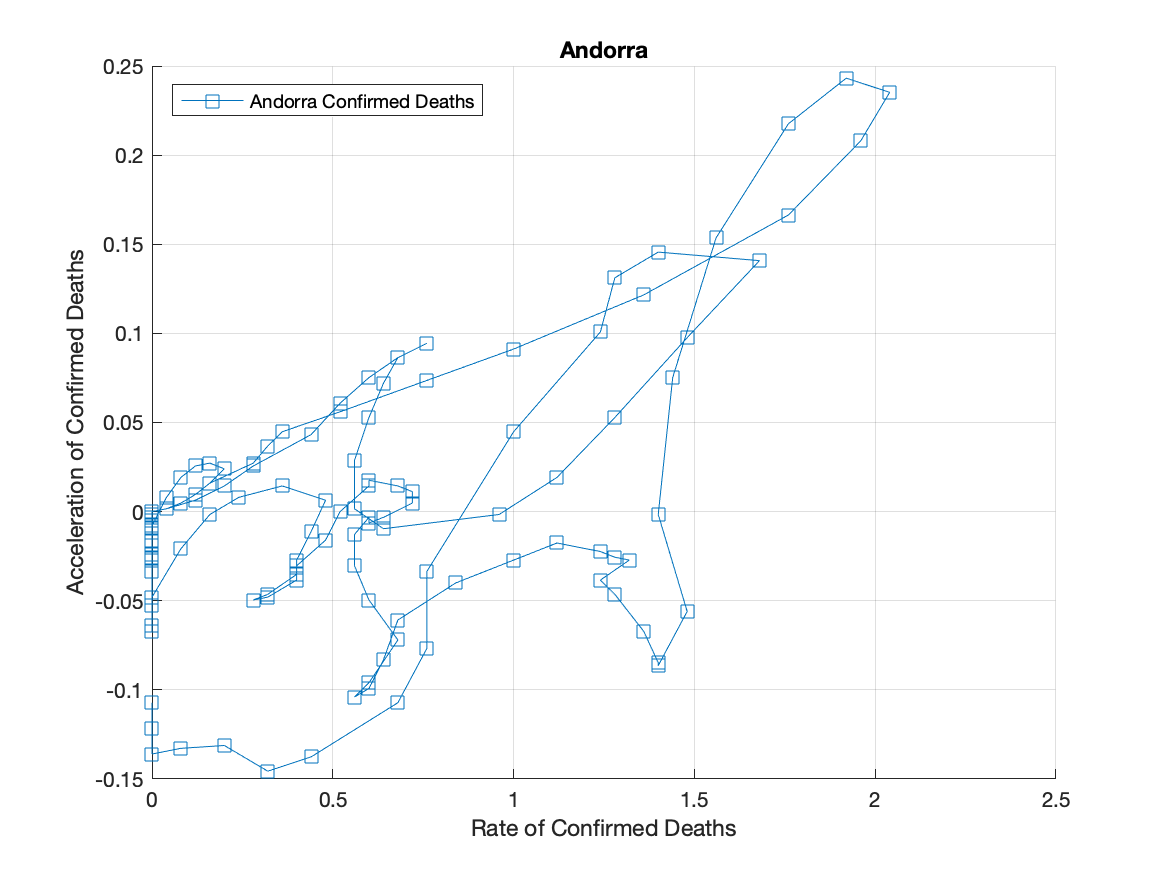 Andorra
Andorra Confirmed Deaths
0.25
0.2
0.15
0.1
0.05
0
-0.05
-0.1
-0.15
0 0.5 1 1.5 2 2.5
Rate of Confirmed Deaths
Acceleration of Confirmed Deaths